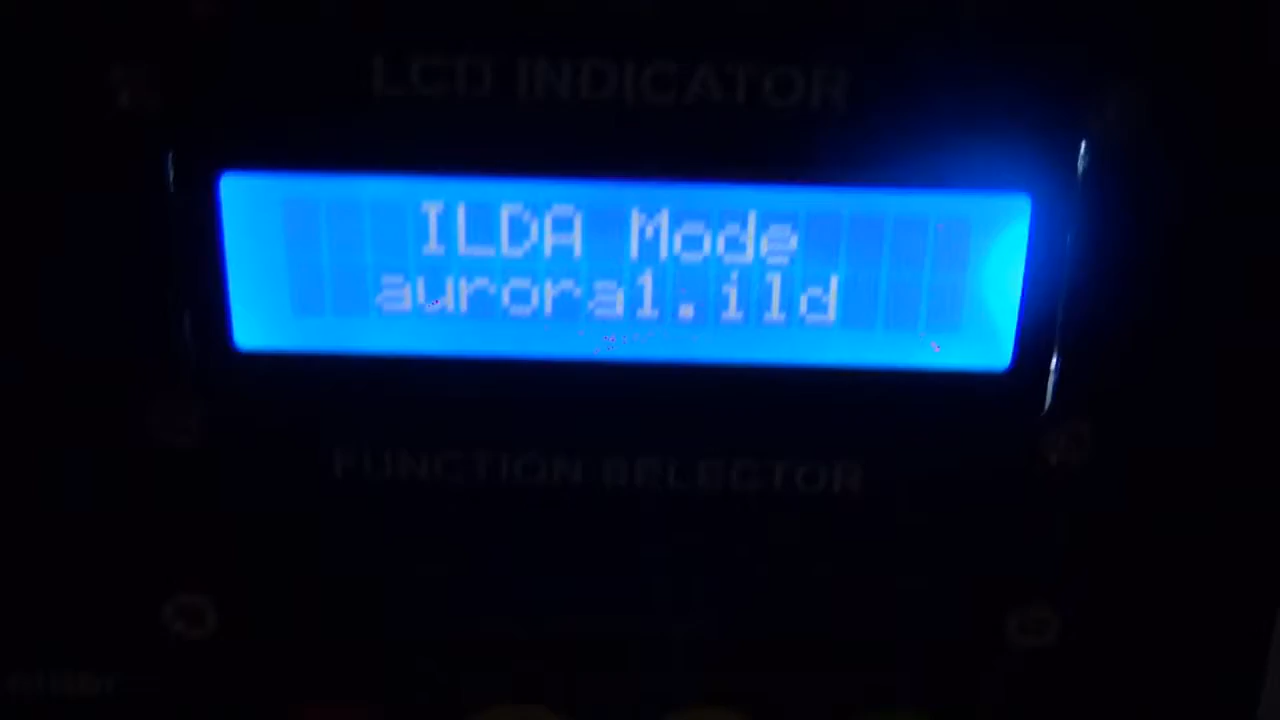 LCD INDICATOR
ILDA Mode
aurora1.ild
FUNCTION SELECTOR